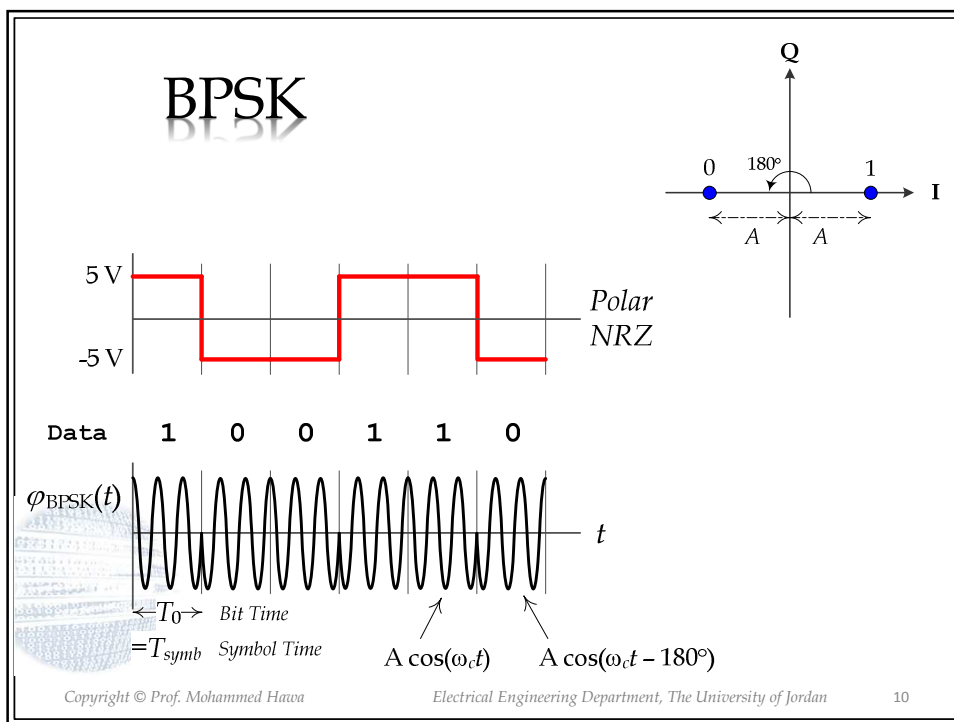 BPSK
Q
0 180° 1
I
A A
5 V
-5 V
Polar
NRZ
Data 1 0 0 1 1 0
φBPSK(t)
t
T0 Bit Time
=Tsymb Symbol Time
A cos(ωct) A cos(ωct – 180°)
Copyright © Prof. Mohammed Hawa Electrical Engineering Department, The University of Jordan 10